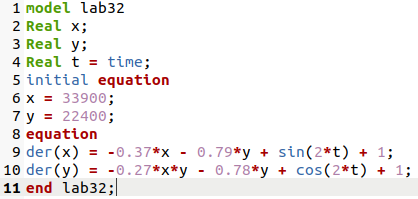 1 model lab32
2 Real x;
3 Real y;
4 Real t = time;
5 initial equation
6 x = 33900;
7 y = 22400;
8 equation
9 der(x) = -0.37*x - 0.79*y + sin(2*t) + 1;
10 der(y) = -0.27*x*y - 0.78*y + cos(2*t) + 1;
11 end lab32;